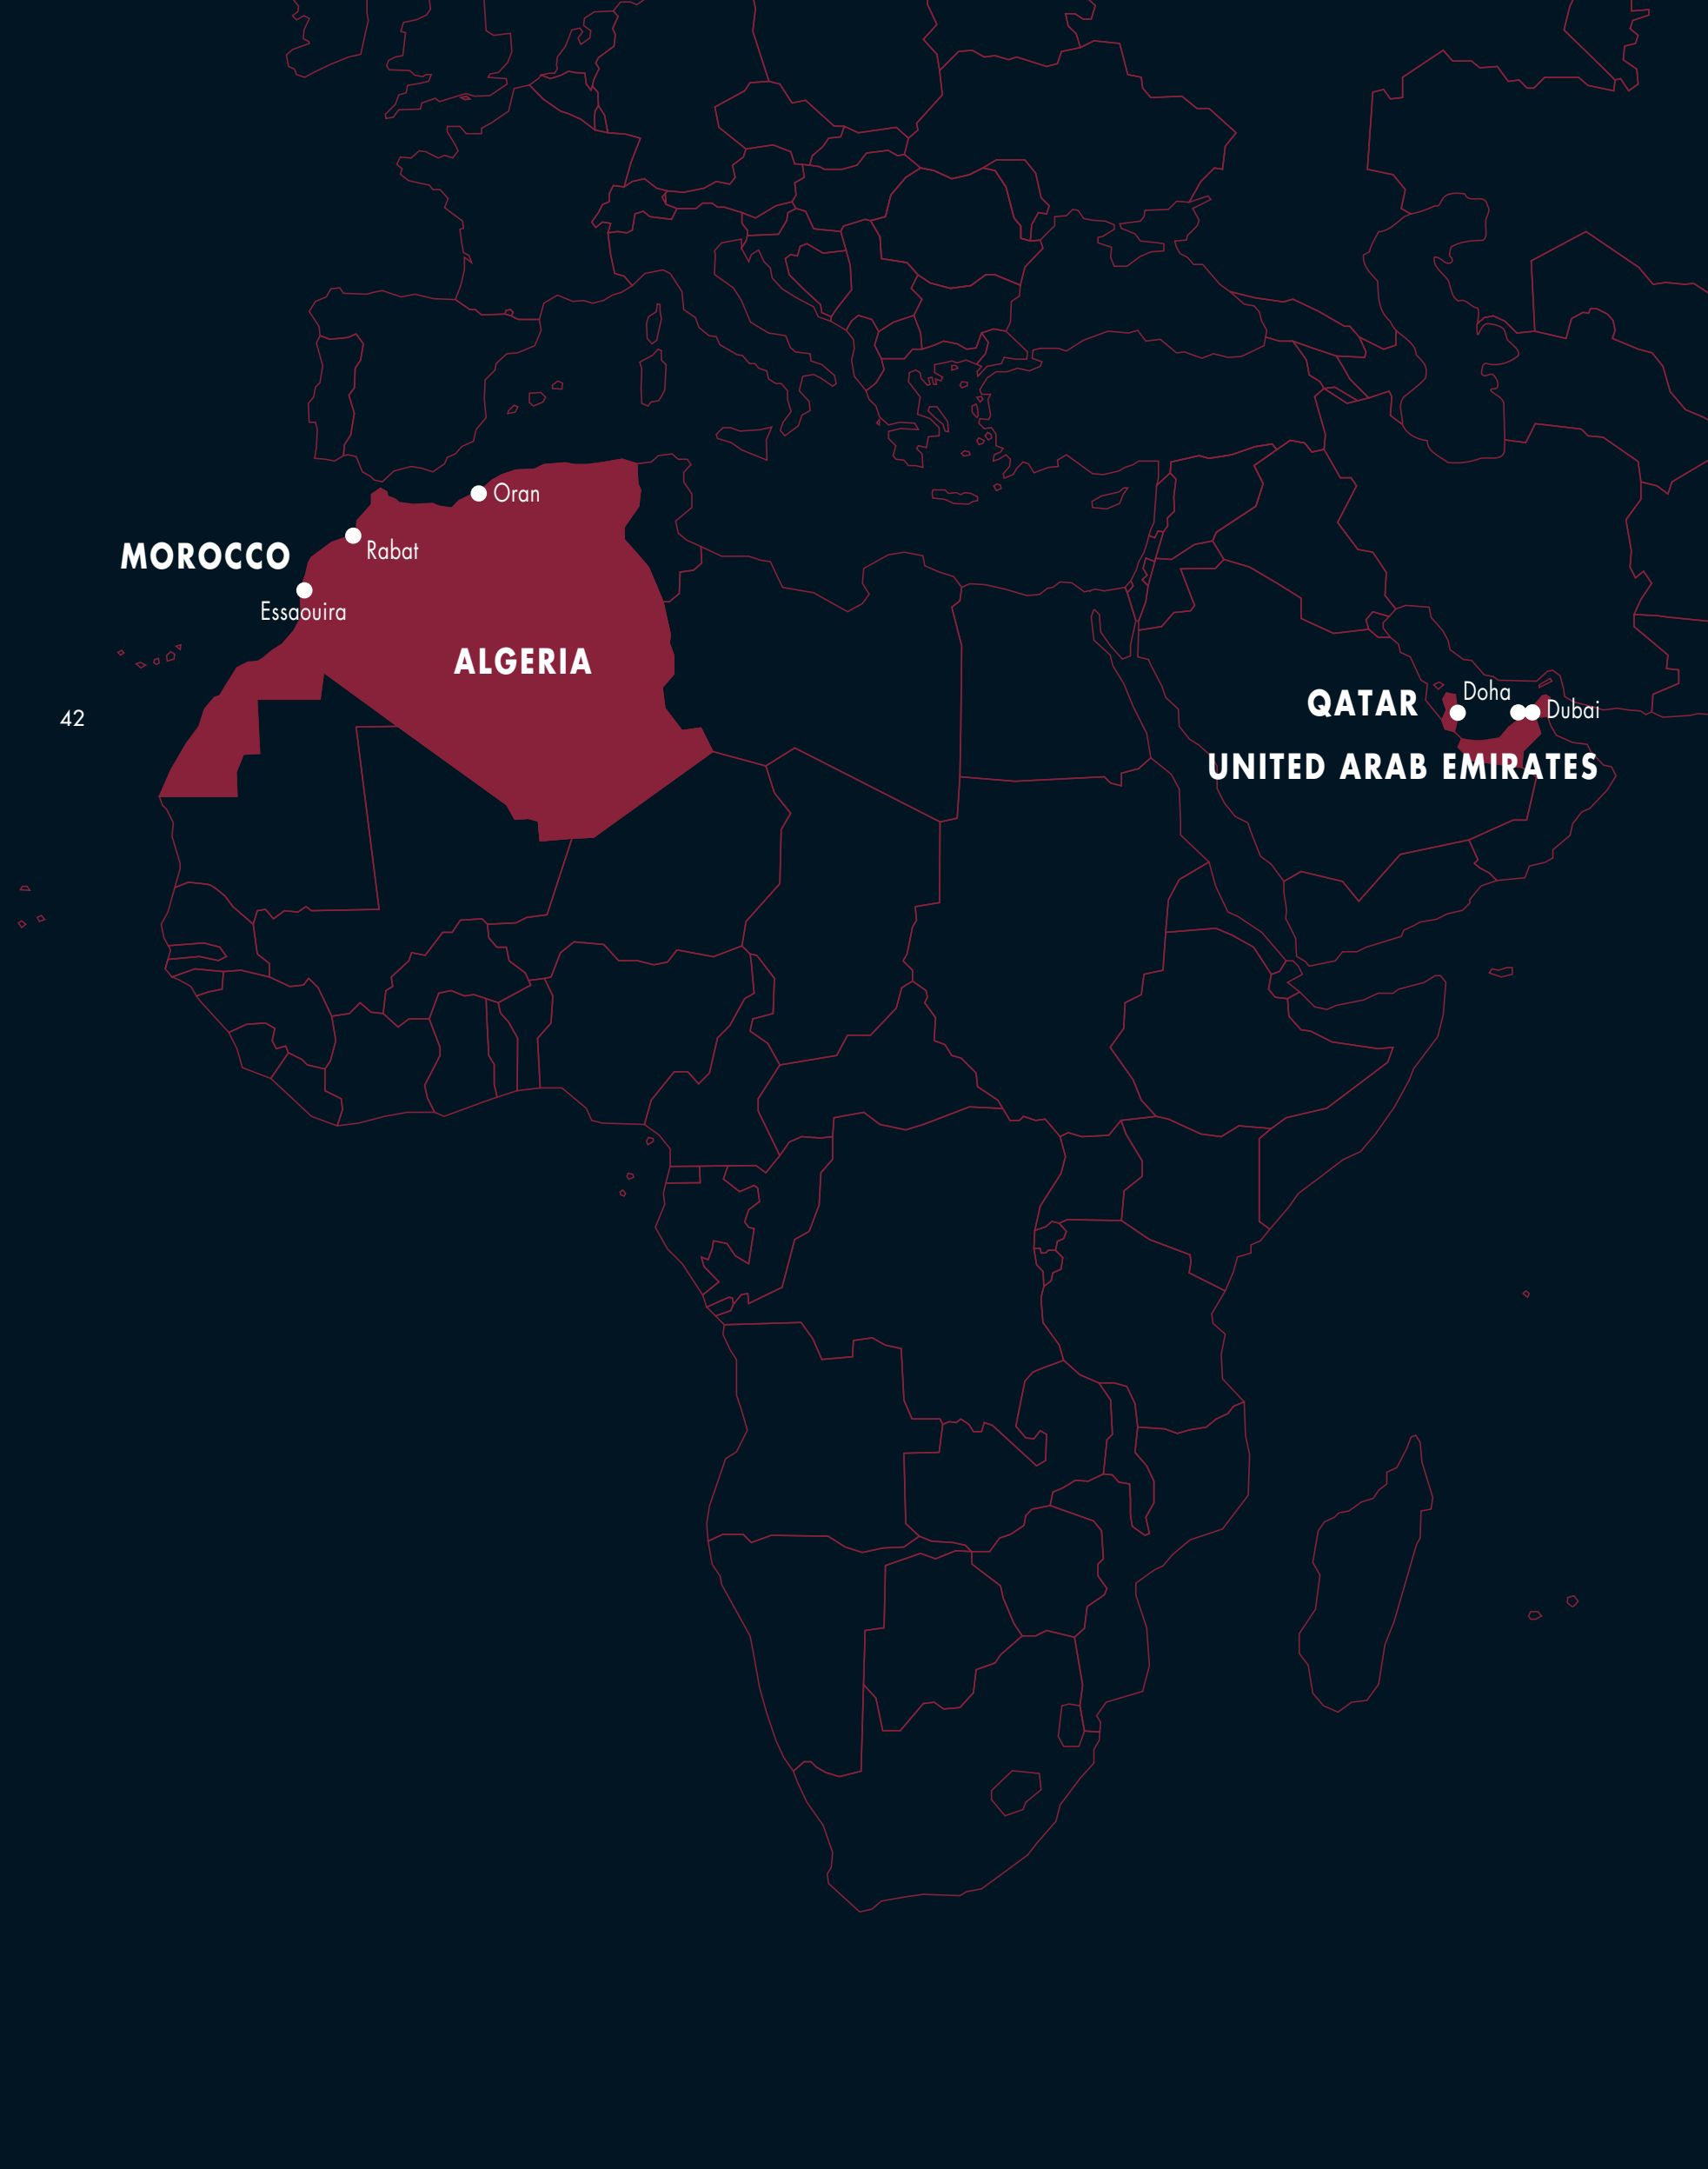 Oran
MOROCCO
Rabat
Essaouira
ALGERIA
QATAR
Doha
Dubai
42
UNITED ARAB EMIRATES